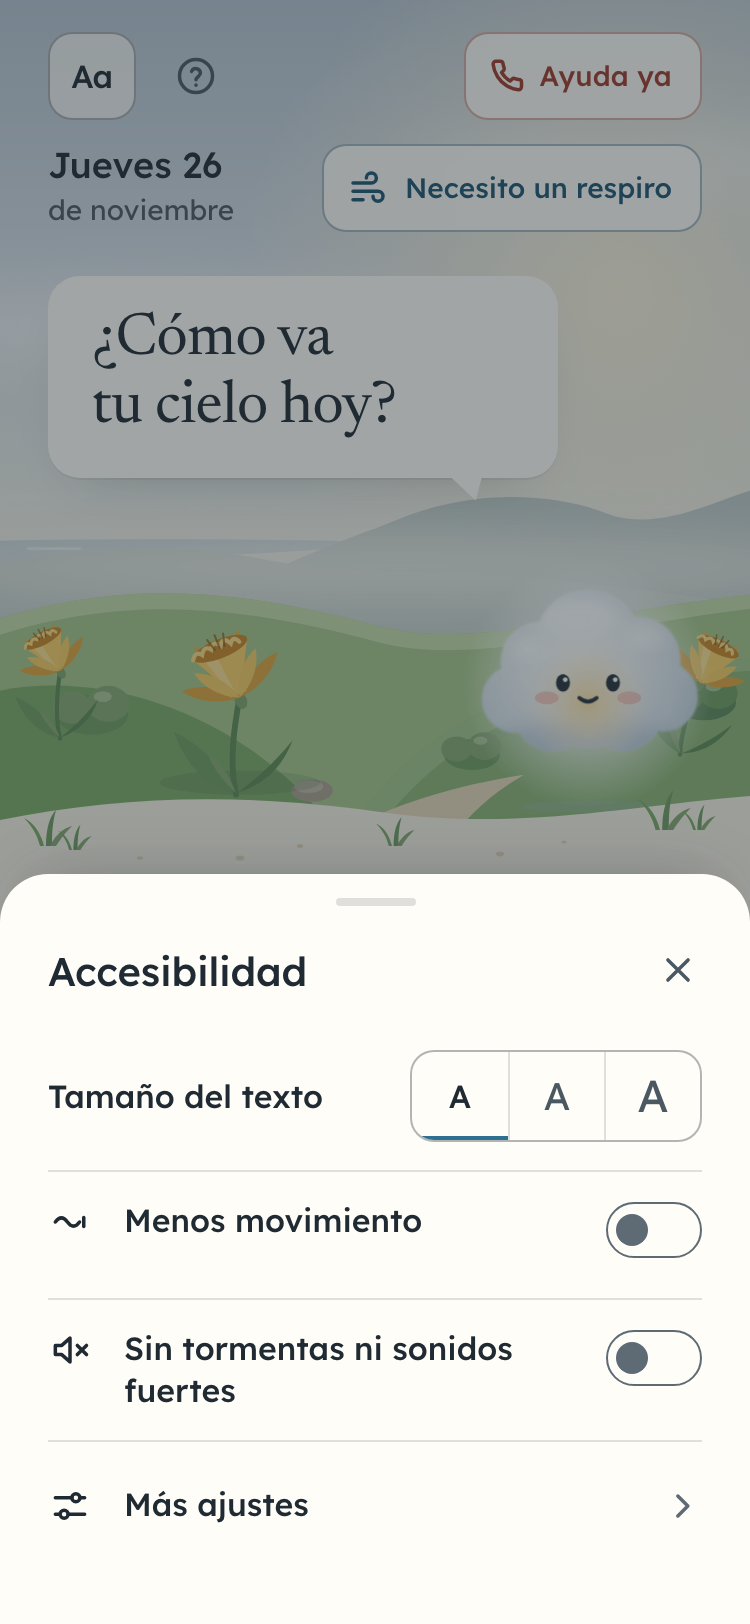 Aa
Ayuda ya
Jueves 26
de noviembre
Necesito un respiro
¿Cómo va
tu cielo hoy?
Accesibilidad
Tamaño del texto
A A A
Menos movimiento
Sin tormentas ni sonidos
fuertes
Más ajustes